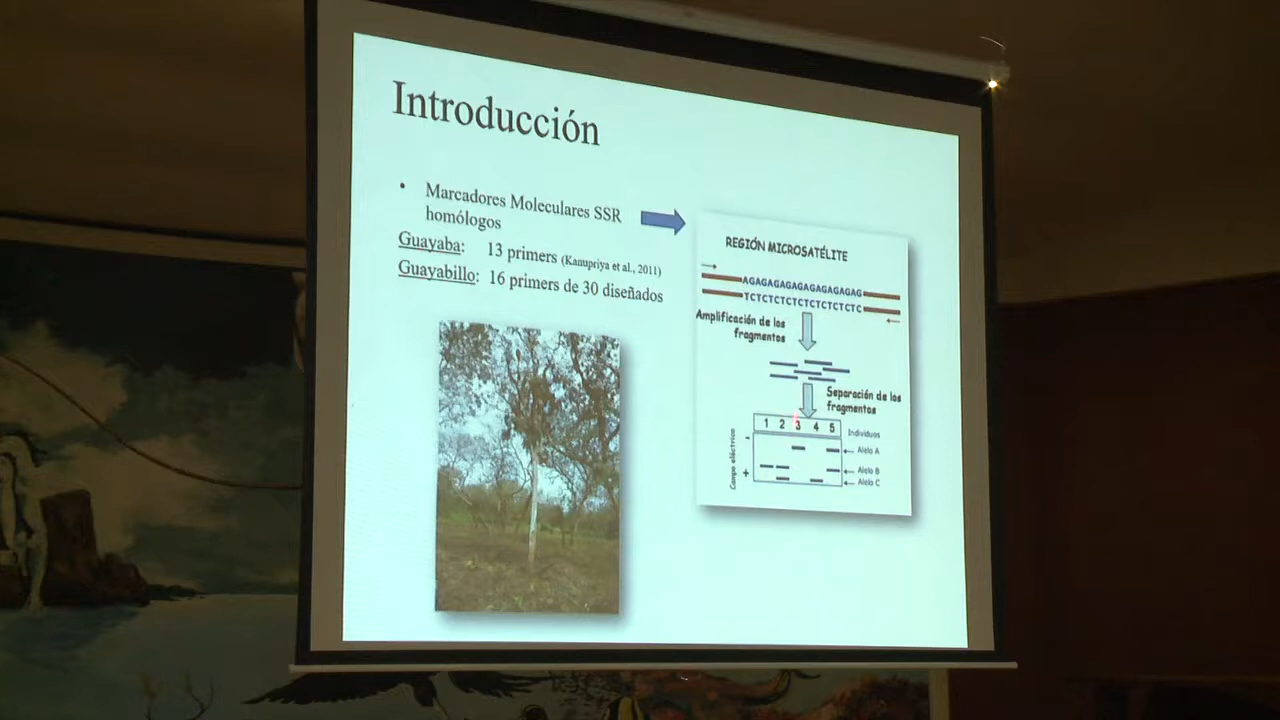 Introducción
• Marcadores Moleculares SSR
homólogos
Guayaba: 13 primers (Kanupriya et al., 2011)
Guayabillo: 16 primers de 30 diseñados
REGIÓN MICROSATÉLITE
AGAGAGAGAGAGAGAGAG
TCTCTCTCTCTCTCTCTC
Amplificación de los
fragmentos
Separación de los
fragmentos
1 2 3 4 5
Individuos
Campo eléctrico
-
+
Alelo A
Alelo B
Alelo C